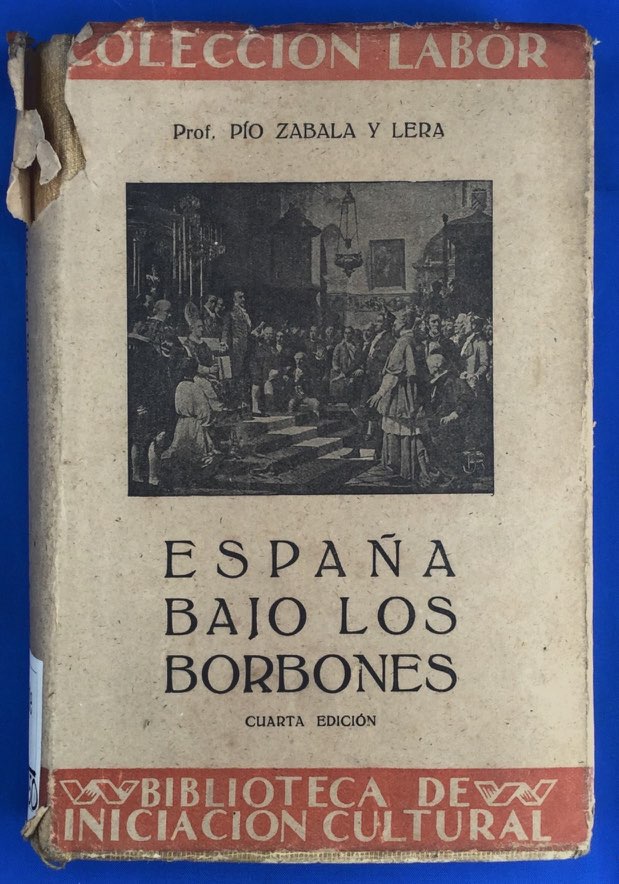 COLECCION LABOR
Prof. PÍO ZABALA Y LERA
ESPAÑA
BAJO LOS
BORBONES
CUARTA EDICIÓN
BIBLIOTECA DE
INICIACION CULTURAL